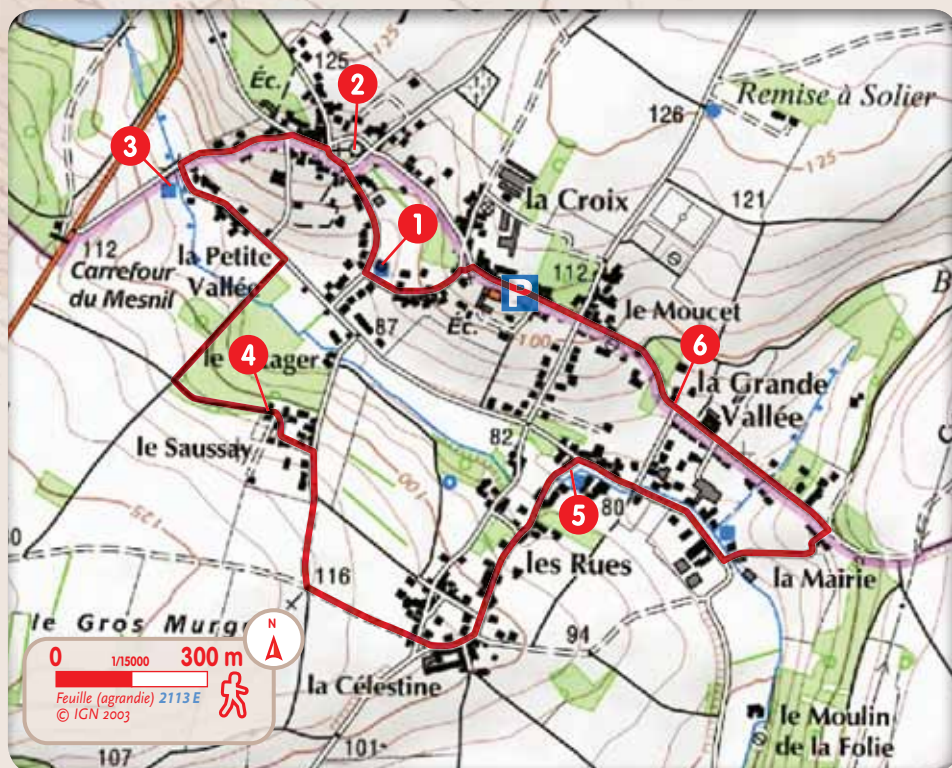 125
125
Éc.
2
3
126
Remise à Solier
125
la Croix
121
1
112
Carrefour
du Mesnil
la Petite
Vallée
P
112
le Moucet
Éc.
100
87
6
4
la Grande
Vallée
le Saussay
82
100
125
5
80
les Rues
la Mairie
116
le Gros
94
la Célestine
le Moulin
de la Folie
101
107
N
0 1/15000 300 m
Feuille (agrandie) 2113 E
© IGN 2003